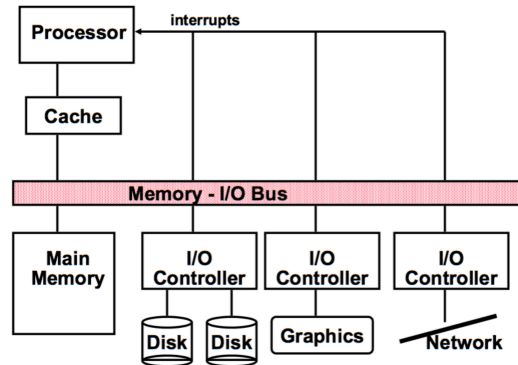 interrupts
Processor
Cache
Memory - I/O Bus
Main
Memory
I/O
Controller
I/O
Controller
I/O
Controller
Disk
Disk
Graphics
Network